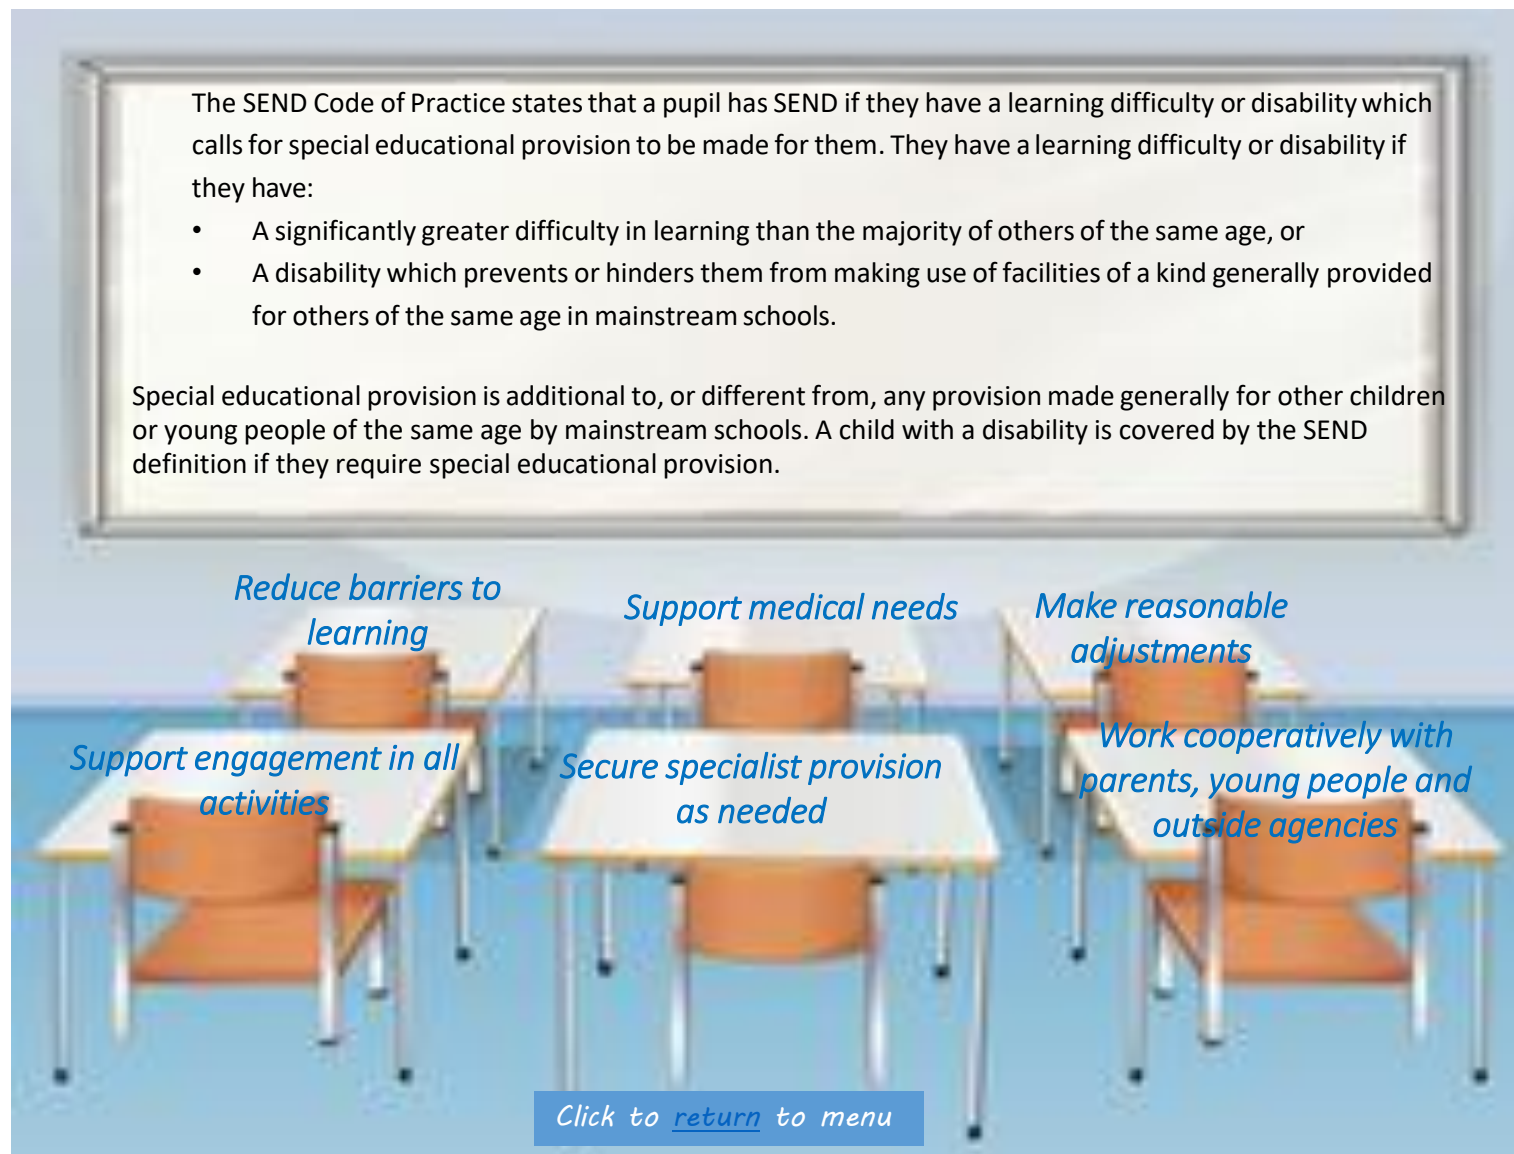 The SEND Code of Practice states that a pupil has SEND if they have a learning difficulty or disability which
calls for special educational provision to be made for them. They have a learning difficulty or disability if
they have:
• A significantly greater difficulty in learning than the majority of others of the same age, or
• A disability which prevents or hinders them from making use of facilities of a kind generally provided
for others of the same age in mainstream schools.
Special educational provision is additional to, or different from, any provision made generally for other children
or young people of the same age by mainstream schools. A child with a disability is covered by the SEND
definition if they require special educational provision.
Reduce barriers to
learning
Support medical needs
Make reasonable
adjustments
Support engagement in all
activities
Secure specialist provision
as needed
Work cooperatively with
parents, young people and
outside agencies
Click to return to menu